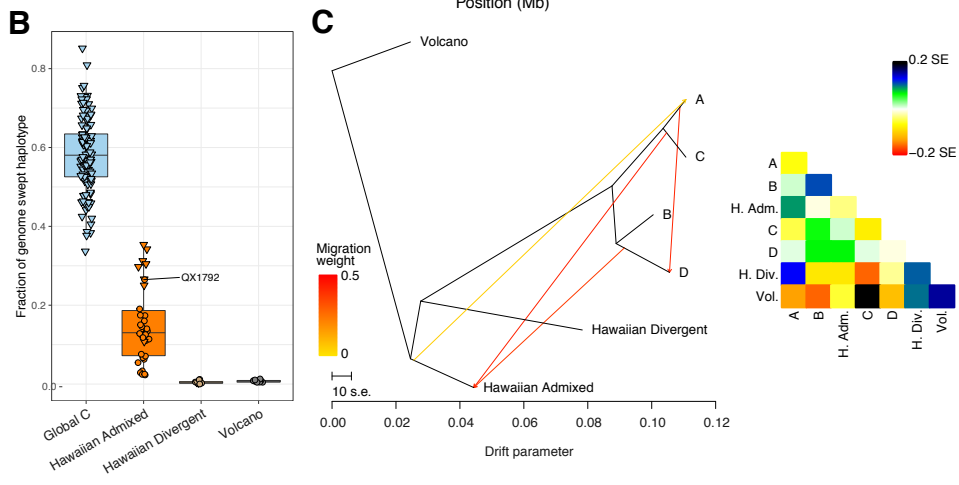 Position (Mb)
B
Fraction of genome swept haplotype
0.8
0.6
0.4
0.2
0.0
QX1792
Global C
Hawaiian Admixed
Hawaiian Divergent
Volcano
C
Volcano
A
C
B
D
Hawaiian Divergent
Hawaiian Admixed
Migration
weight
0.5
0
10 s.e.
0.00
0.02
0.04
0.06
0.08
0.10
0.12
Drift parameter
0.2 SE
−0.2 SE
A
B
H. Adm.
C
D
H. Div.
Vol.
A
B
H. Adm.
C
D
H. Div.
Vol.